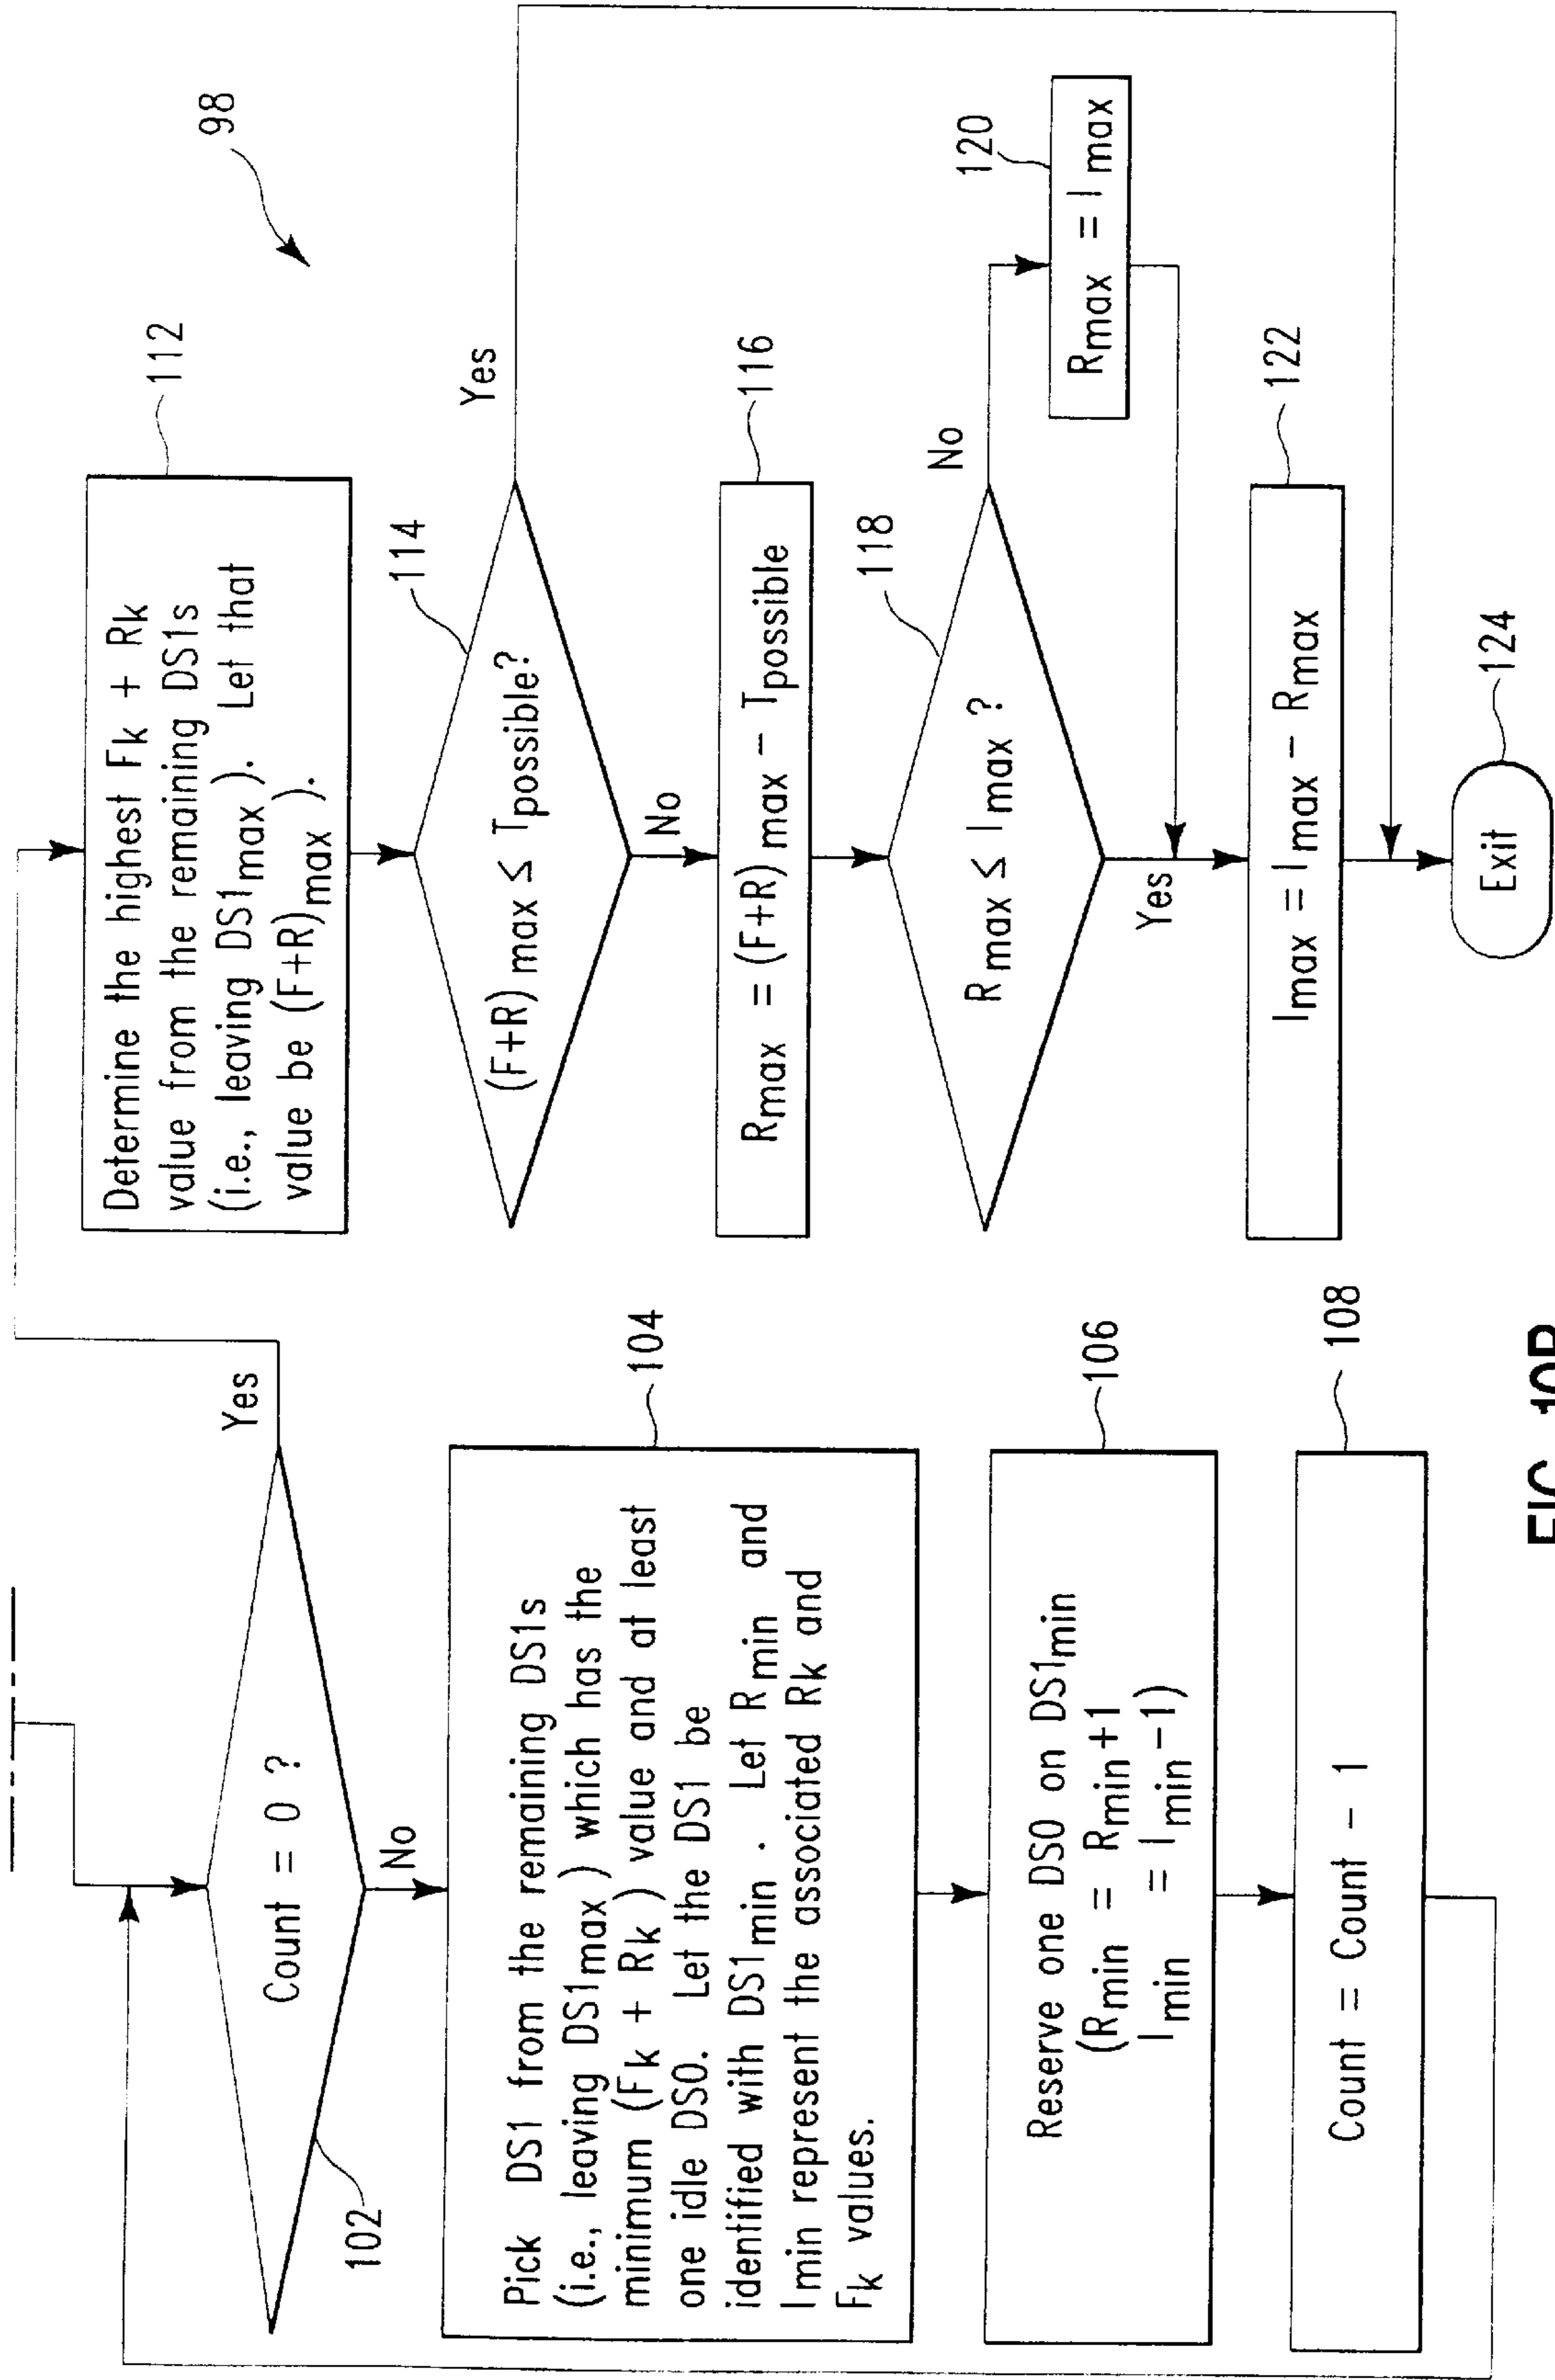 98
Count = 0 ?
Yes
No
102
Pick DS1 from the remaining DS1s
(i.e., leaving DS1max ) which has the
minimum (Fk + Rk ) value and at least
one idle DS0. Let the DS1 be
identified with DS1min . Let Rmin and
Imin represent the associated Rk and
Fk values.
104
Reserve one DS0 on DS1min
(Rmin = Rmin+1
Imin = Imin-1)
106
Count = Count - 1
108
Determine the highest Fk + Rk
value from the remaining DS1s
(i.e., leaving DS1max). Let that
value be (F+R)max ).
112
(F+R) max ≤ Tpossible?
114
Yes
No
Rmax = (F+R) max - Tpossible
116
Rmax ≤ Imax ?
118
No
Yes
Rmax = Imax
120
Imax = Imax - Rmax
122
Exit
124
FIG. 10B